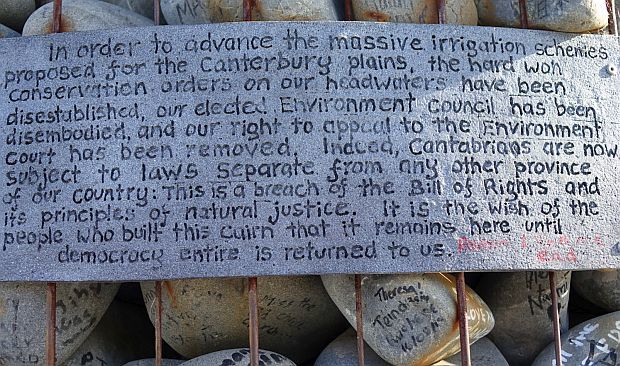 In order to advance the massive irrigation schemes
proposed for the Canterbury plains, the hard won
conservation orders on our headwaters have been
disestablished, our elected Environment council has been
disembodied, and our right to appeal to the Environment
Court has been removed. Indeed, Cantabrians are now
subject to laws separate from any other province
of our country: This is a breach of the Bill of Rights and
its principles of natural justice. It is the wish of the
people who built this Cairn that it remains here until
democracy entire is returned to us.
Theresa!